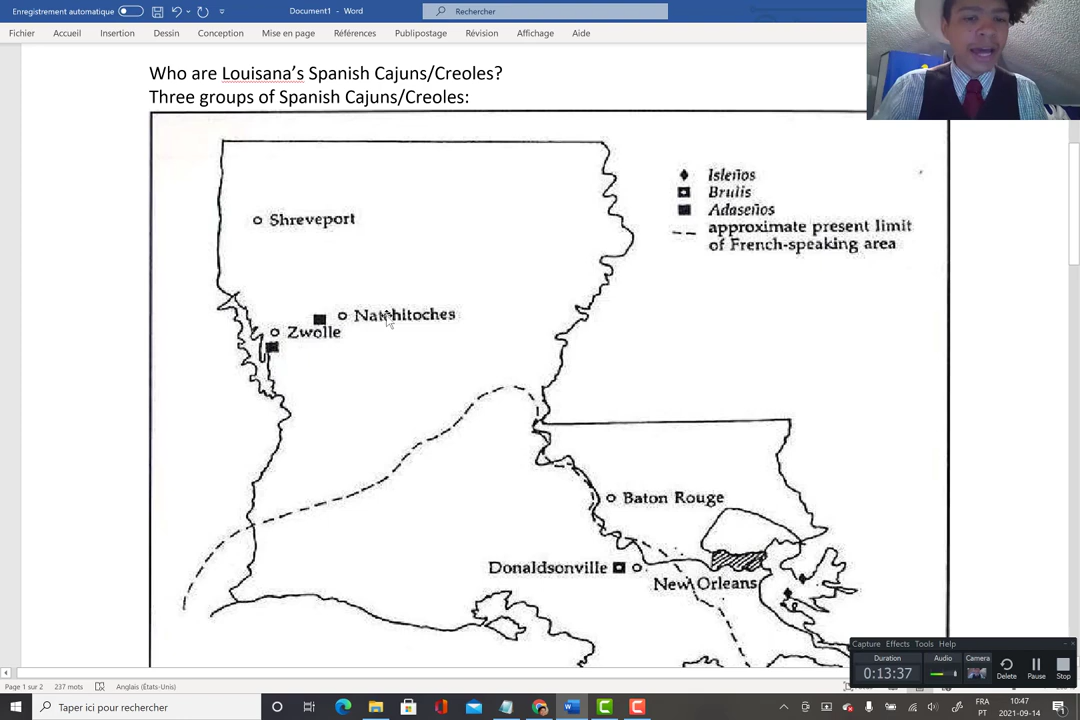 Enregistrement automatique
Document1 - Word
Rechercher
Fichier Accueil Insertion Dessin Conception Mise en page Références Publipostage Révision Affichage Aide
Who are Louisana's Spanish Cajuns/Creoles?
Three groups of Spanish Cajuns/Creoles:
Isleños
Brulis
Adaseños
approximate present limit
of French-speaking area
Shreveport
Natchitoches
Zwolle
Baton Rouge
Donaldsonville
New Orleans
Capture Effects Tools Help
Duration Audio Camera
0:13:37
Delete Pause Stop
Page 1 sur 2 237 mots Anglais (États-Unis)
Taper ici pour rechercher
FRA
PT
10:47
2021-09-14